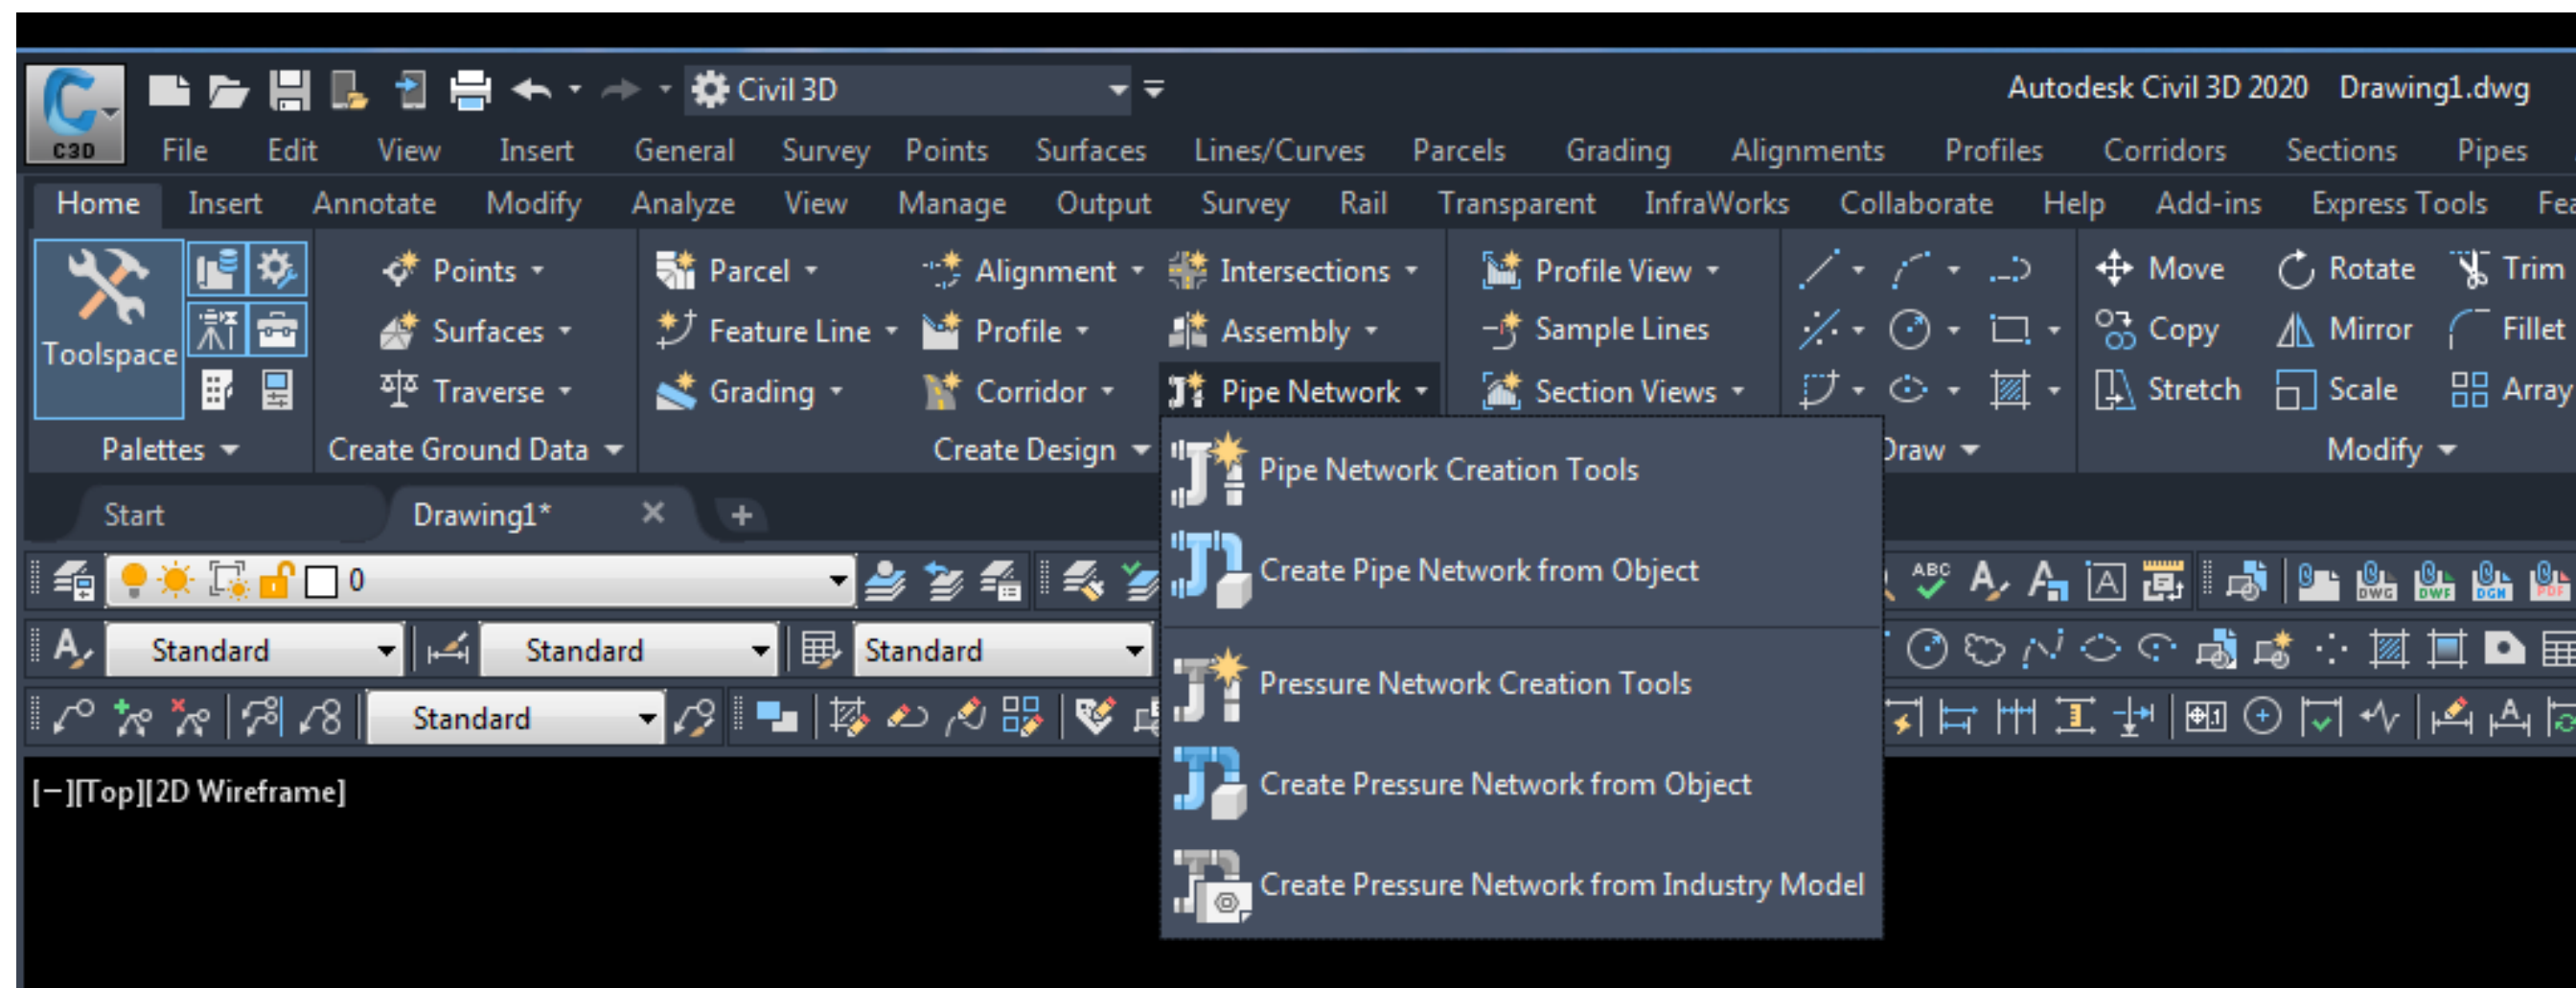 Civil 3D Autodesk Civil 3D 2020 Drawing1.dwg
C3D File Edit View Insert General Survey Points Surfaces Lines/Curves Parcels Grading Alignments Profiles Corridors Sections Pipes
Home Insert Annotate Modify Analyze View Manage Output Survey Rail Transparent InfraWorks Collaborate Help Add-ins Express Tools Fea
Points Parcel Alignment Intersections Profile View Move Rotate Trim
Surfaces Feature Line Profile Assembly Sample Lines Copy Mirror Fillet
Toolspace
Traverse Grading Corridor Pipe Network Section Views Stretch Scale Array
Palettes Create Ground Data Create Design Draw Modify
Pipe Network Creation Tools
Start Drawing1*
Create Pipe Network from Object
0 ABC A A A DWG DWF DGN PDF
A Standard Standard Standard
Pressure Network Creation Tools
Standard
Create Pressure Network from Object
[−][Top][2D Wireframe]
Create Pressure Network from Industry Model